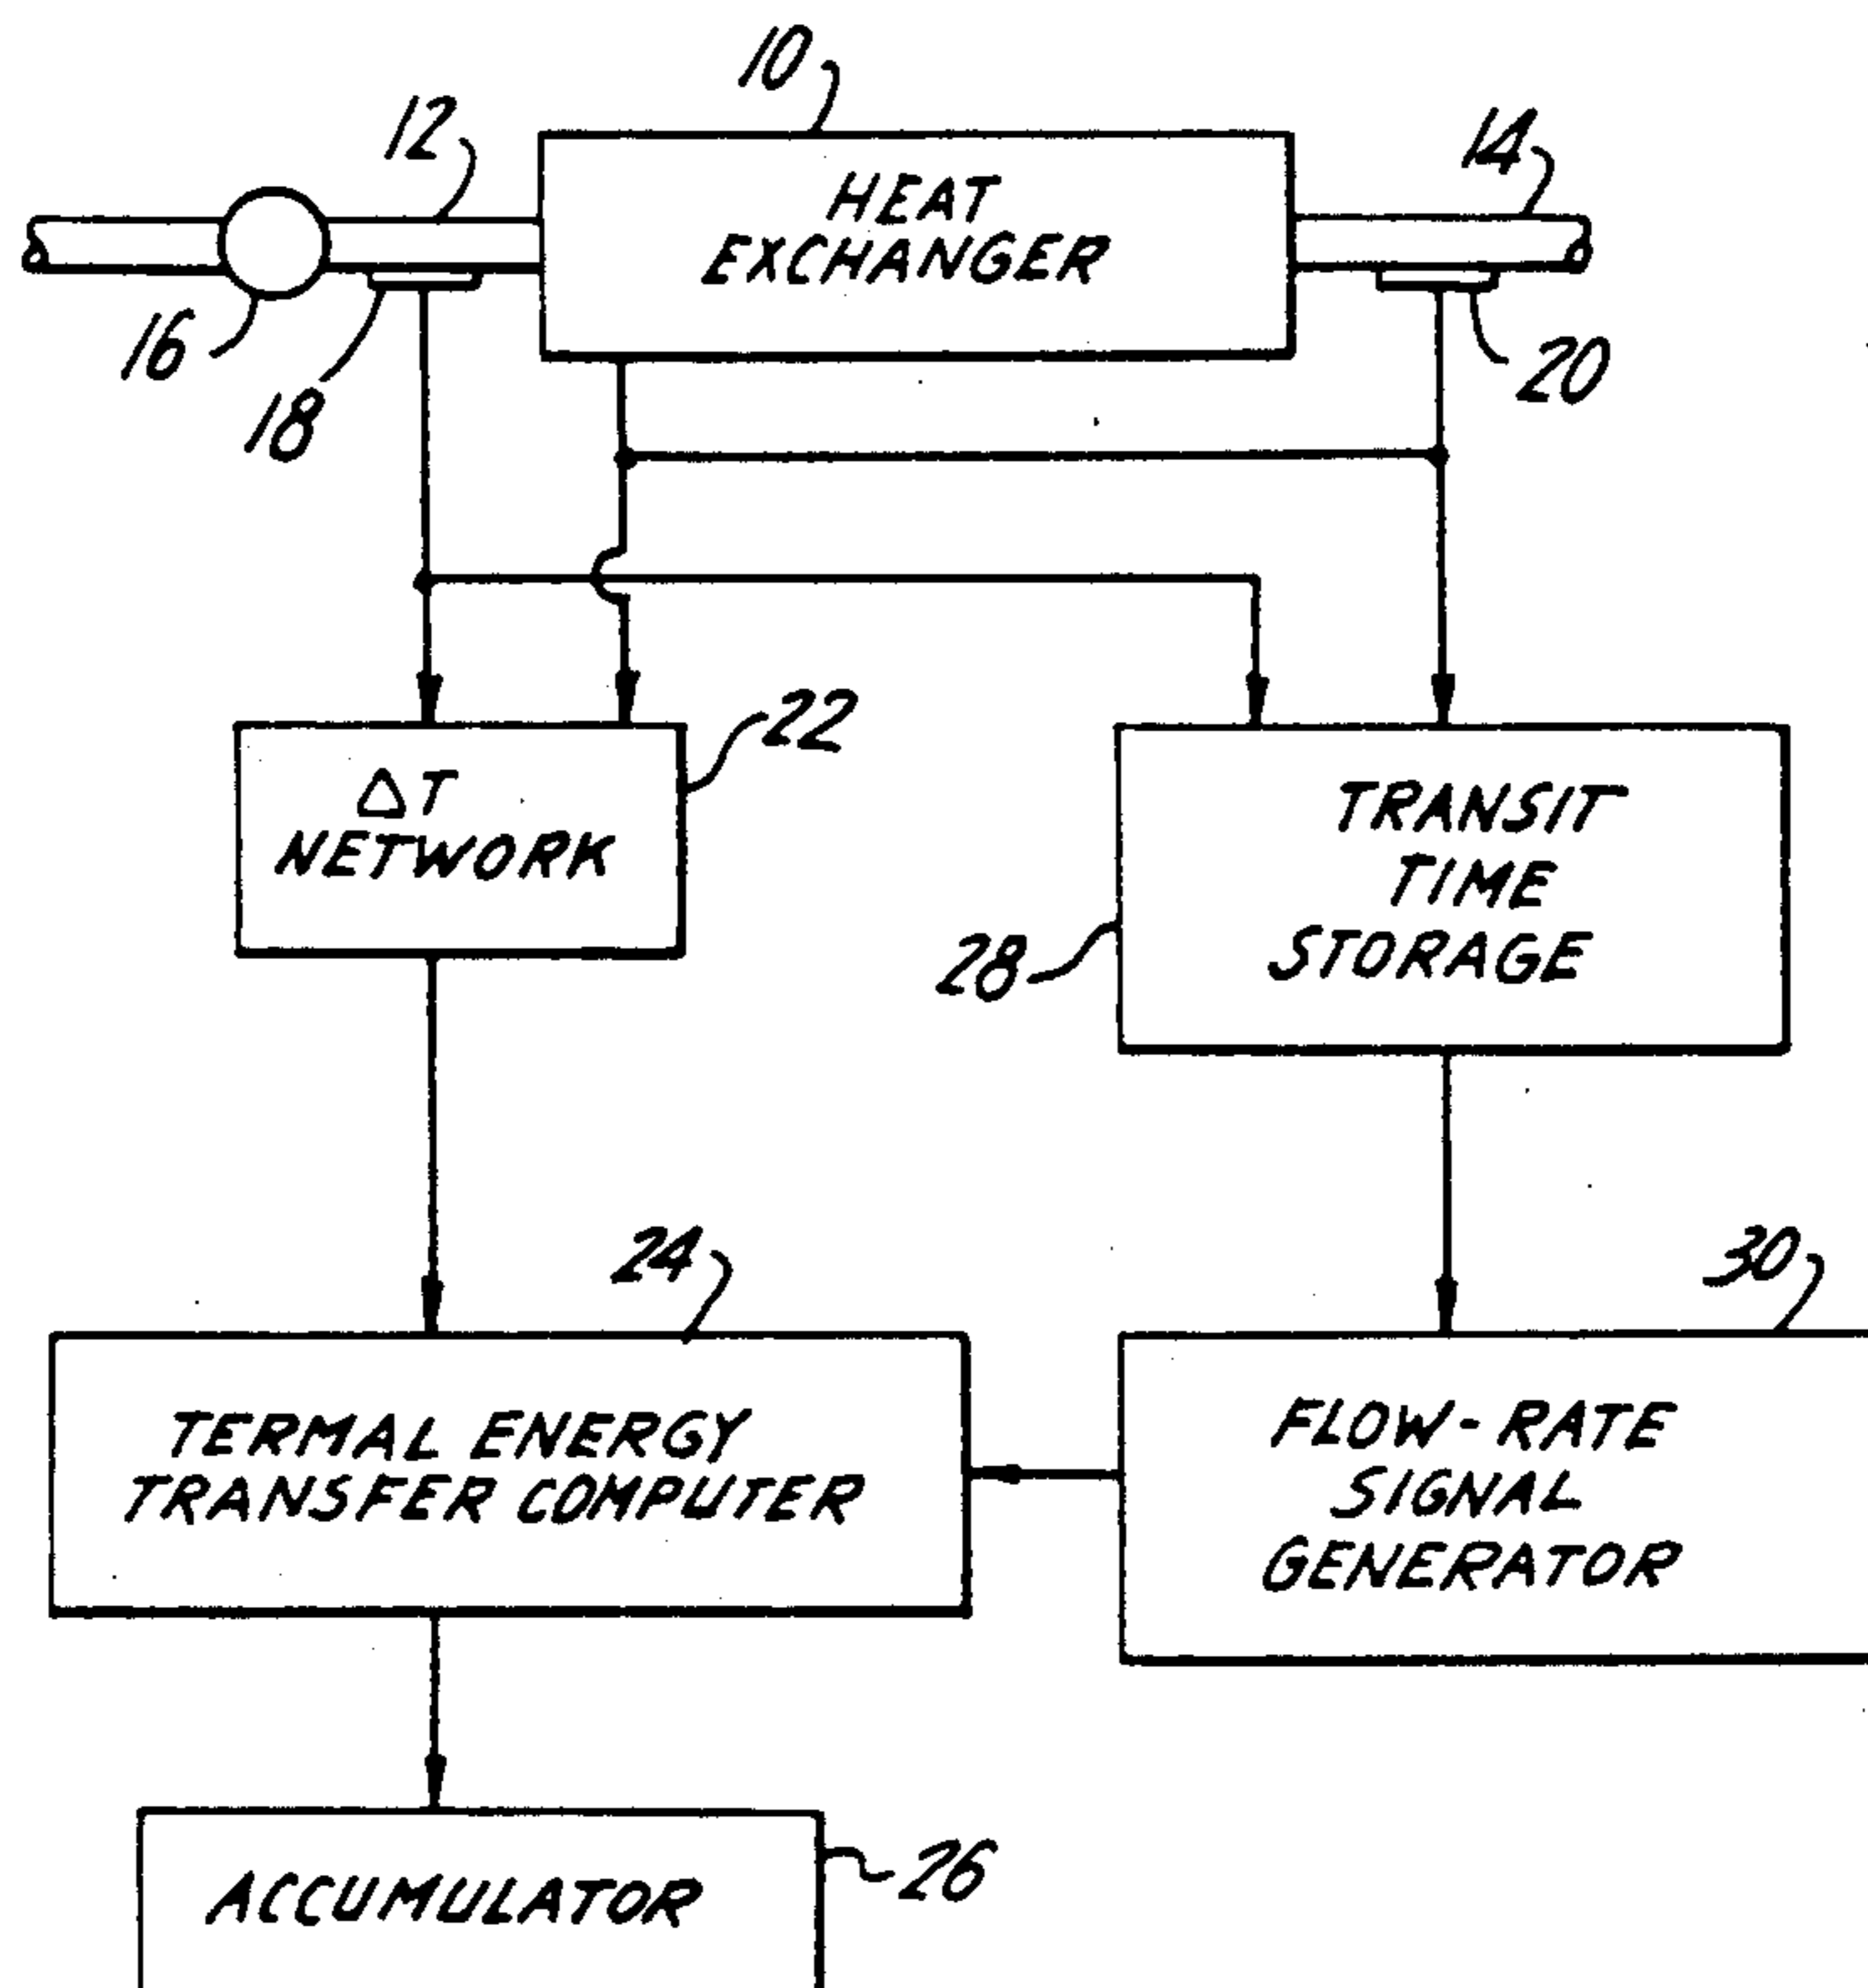 10
12
14
HEAT
EXCHANGER
16
18
20
22
ΔT
NETWORK
TRANSIT
TIME
STORAGE
28
24
30
TERMAL ENERGY
TRANSFER COMPUTER
FLOW-RATE
SIGNAL
GENERATOR
26
ACCUMULATOR